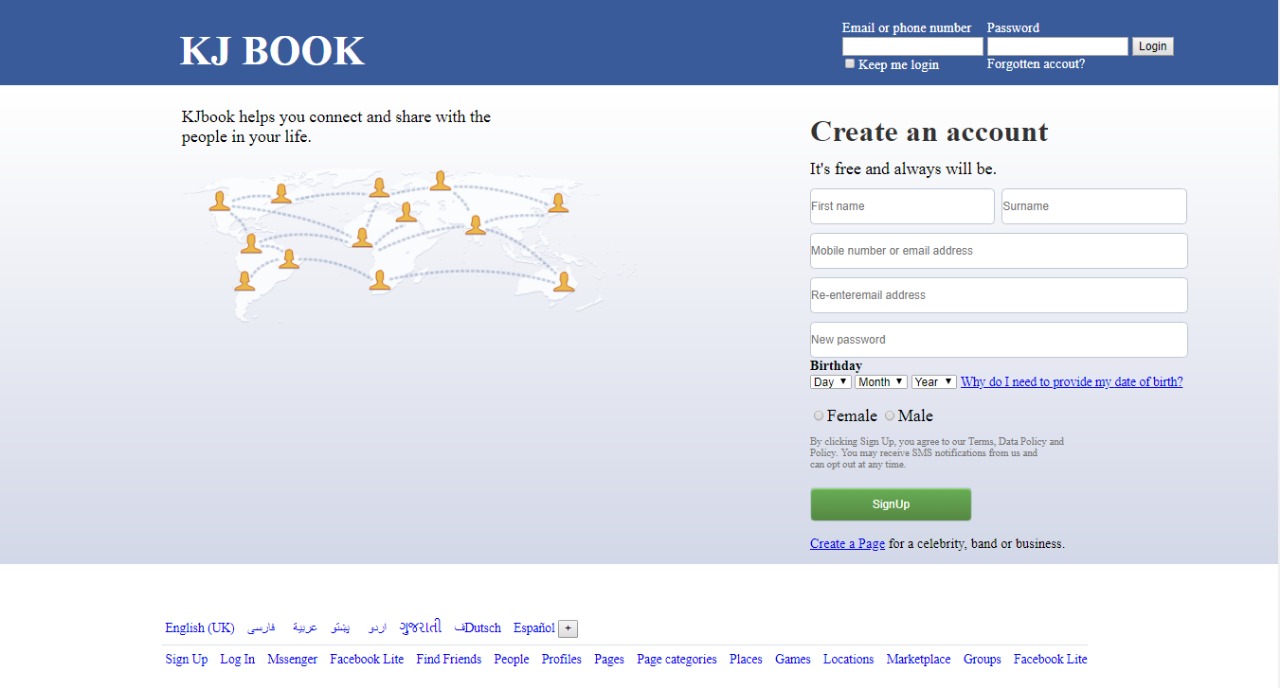 KJ BOOK
Email or phone number Password
Login
Keep me login Forgotten accout?
KJbook helps you connect and share with the
people in your life.
Create an account
It's free and always will be.
First name Surname
Mobile number or email address
Re-enteremail address
New password
Birthday
Day Month Year Why do I need to provide my date of birth?
Female Male
By clicking Sign Up, you agree to our Terms, Data Policy and
Policy. You may receive SMS notifications from us and
can opt out at any time.
SignUp
Create a Page for a celebrity, band or business.
English (UK) فارسی عربية پښتو اردو ગુજરાતી فDutsch Español +
Sign Up Log In Mssenger Facebook Lite Find Friends People Profiles Pages Page categories Places Games Locations Marketplace Groups Facebook Lite